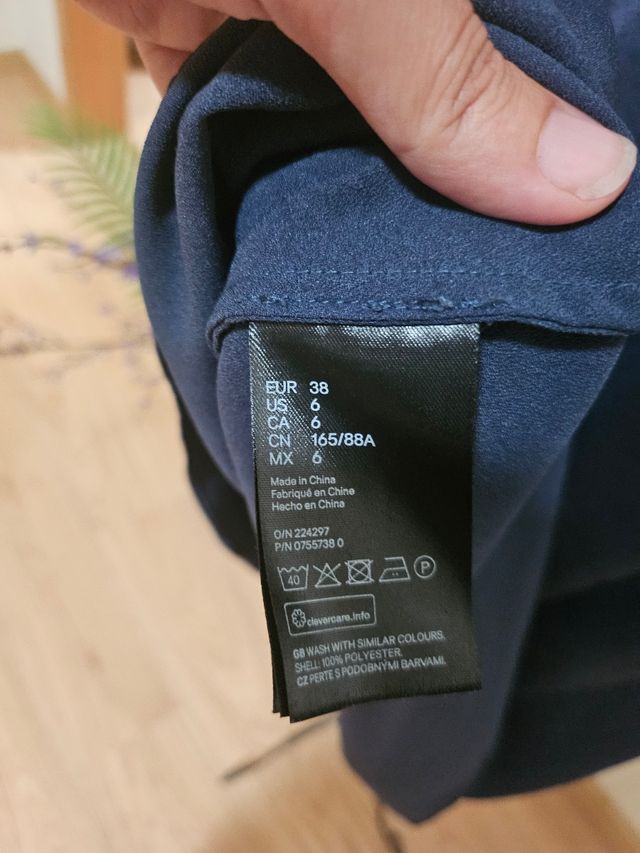 EUR 38
US 6
CA 6
CN 165/88A
MX 6
Made in China
Fabriqué en Chine
Hecho en China
O/N 224297
P/N 0755738 0
40 P
clevercare.info
GB WASH WITH SIMILAR COLOURS.
SHELL: 100% POLYESTER.
CZ PERTE S PODOBNÝMI BARVAMI.